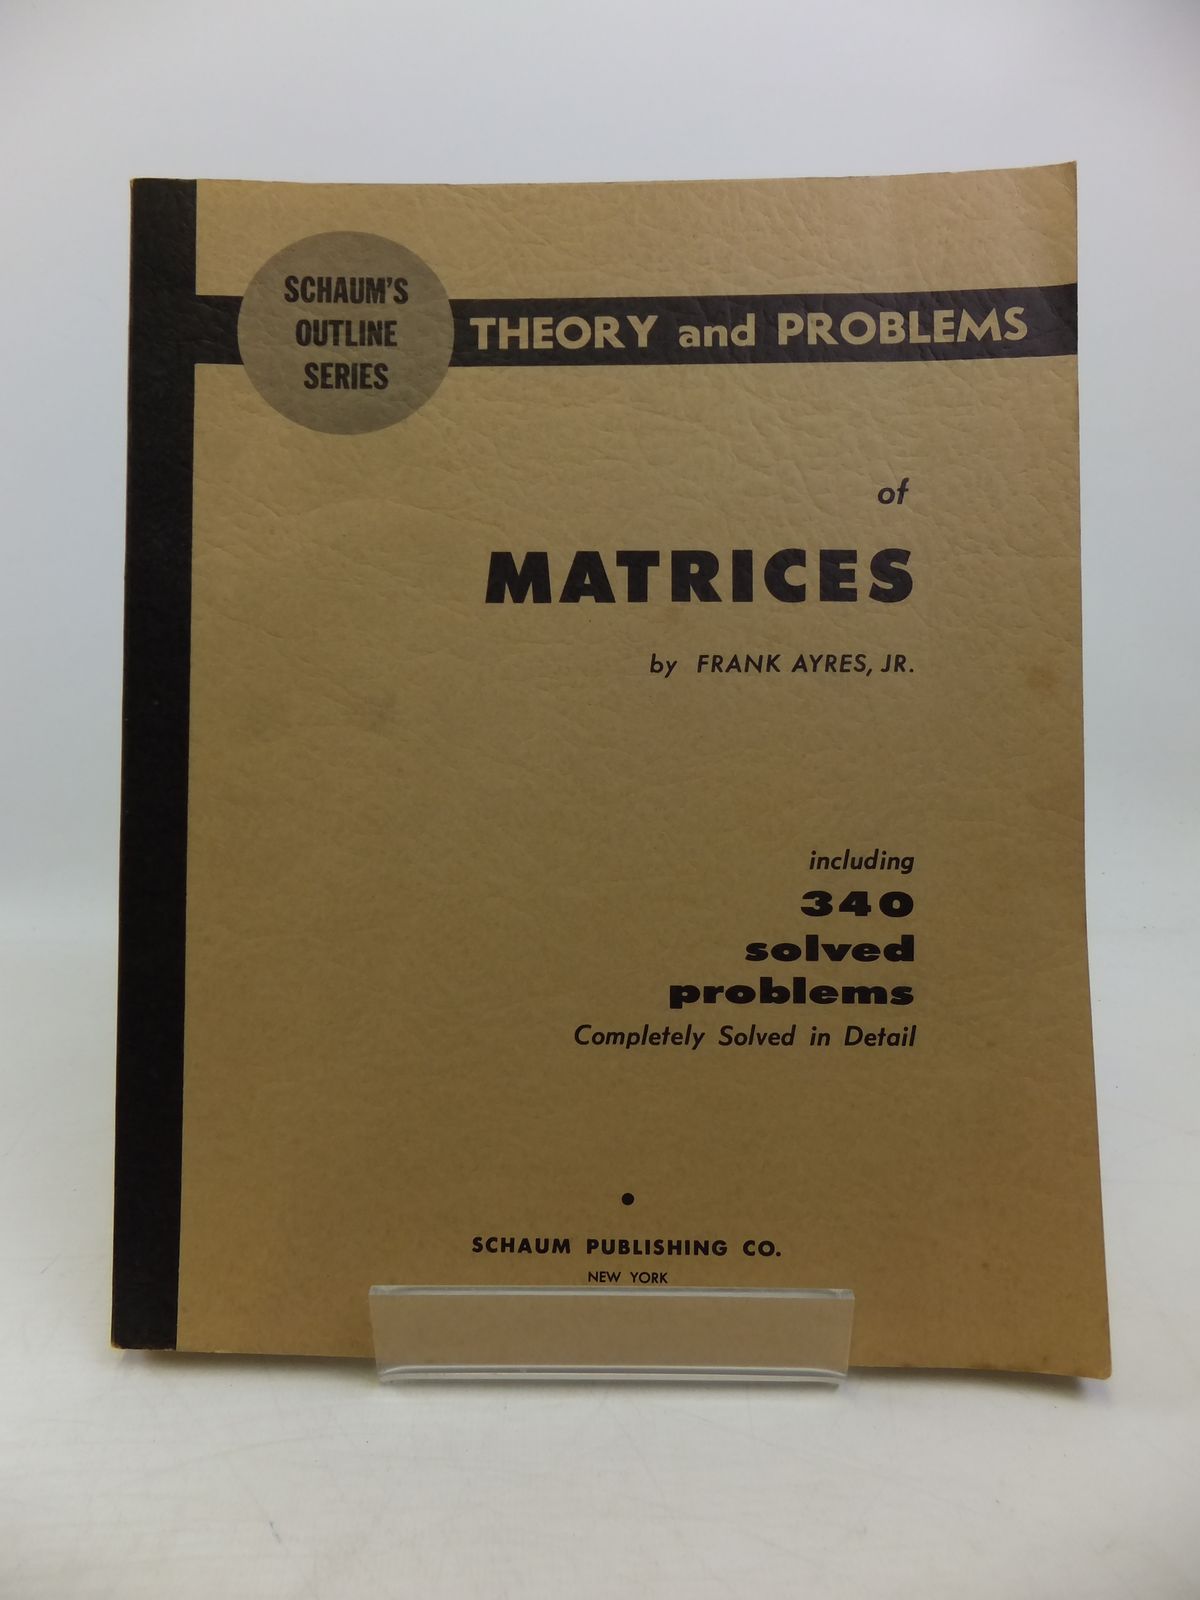 SCHAUM'S
OUTLINE
SERIES
THEORY and PROBLEMS
of
MATRICES
by FRANK AYRES, JR.
including
340
solved
problems
Completely Solved in Detail
SCHAUM PUBLISHING CO.
NEW YORK